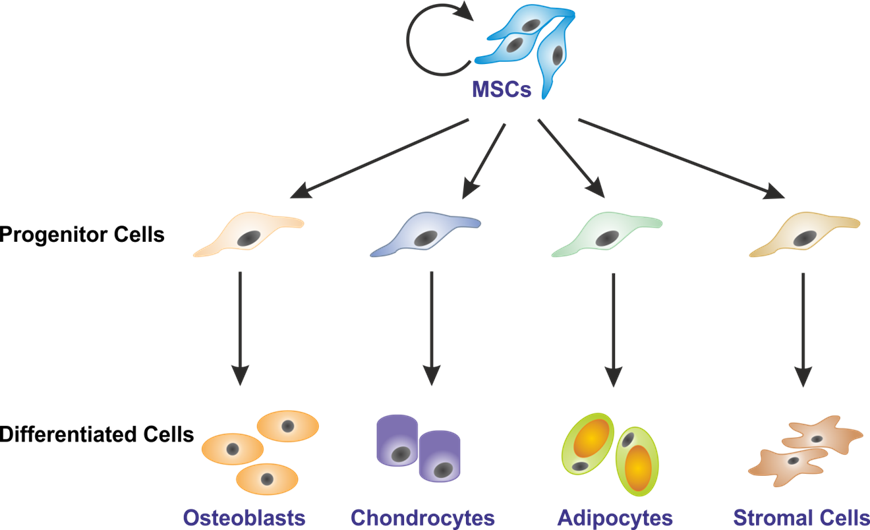 MSCs
Progenitor Cells
Differentiated Cells
Osteoblasts
Chondrocytes
Adipocytes
Stromal Cells